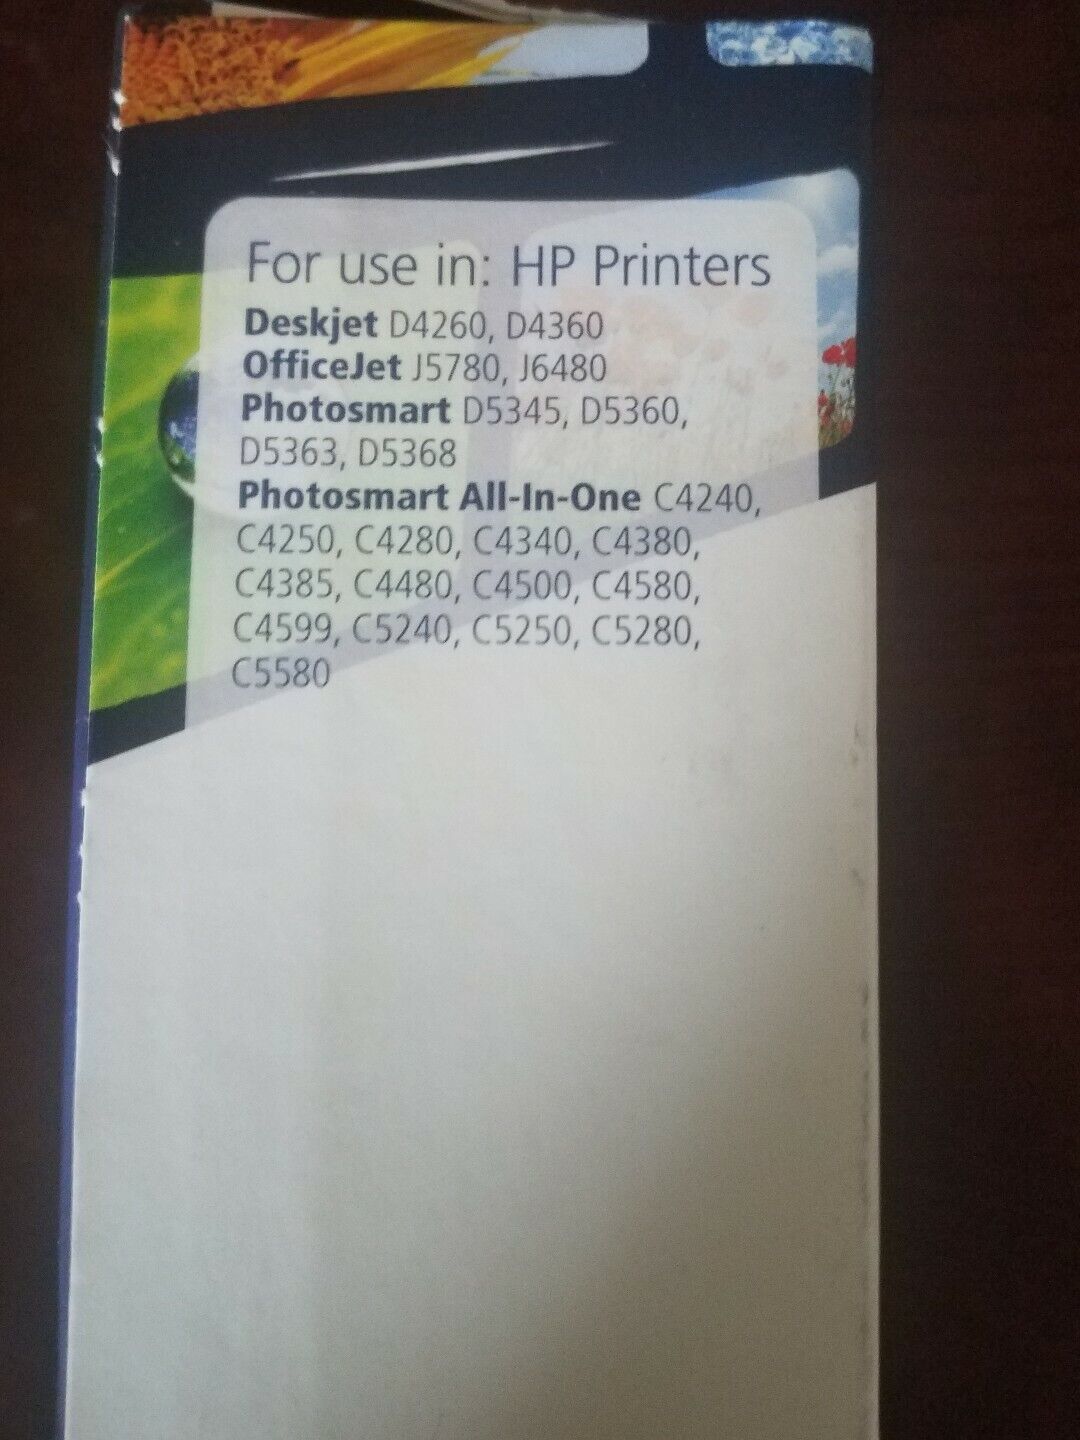 For use in: HP Printers
Deskjet D4260, D4360
OfficeJet J5780, J6480
Photosmart D5345, D5360,
D5363, D5368
Photosmart All-In-One C4240,
C4250, C4280, C4340, C4380,
C4385, C4480, C4500, C4580,
C4599, C5240, C5250, C5280,
C5580